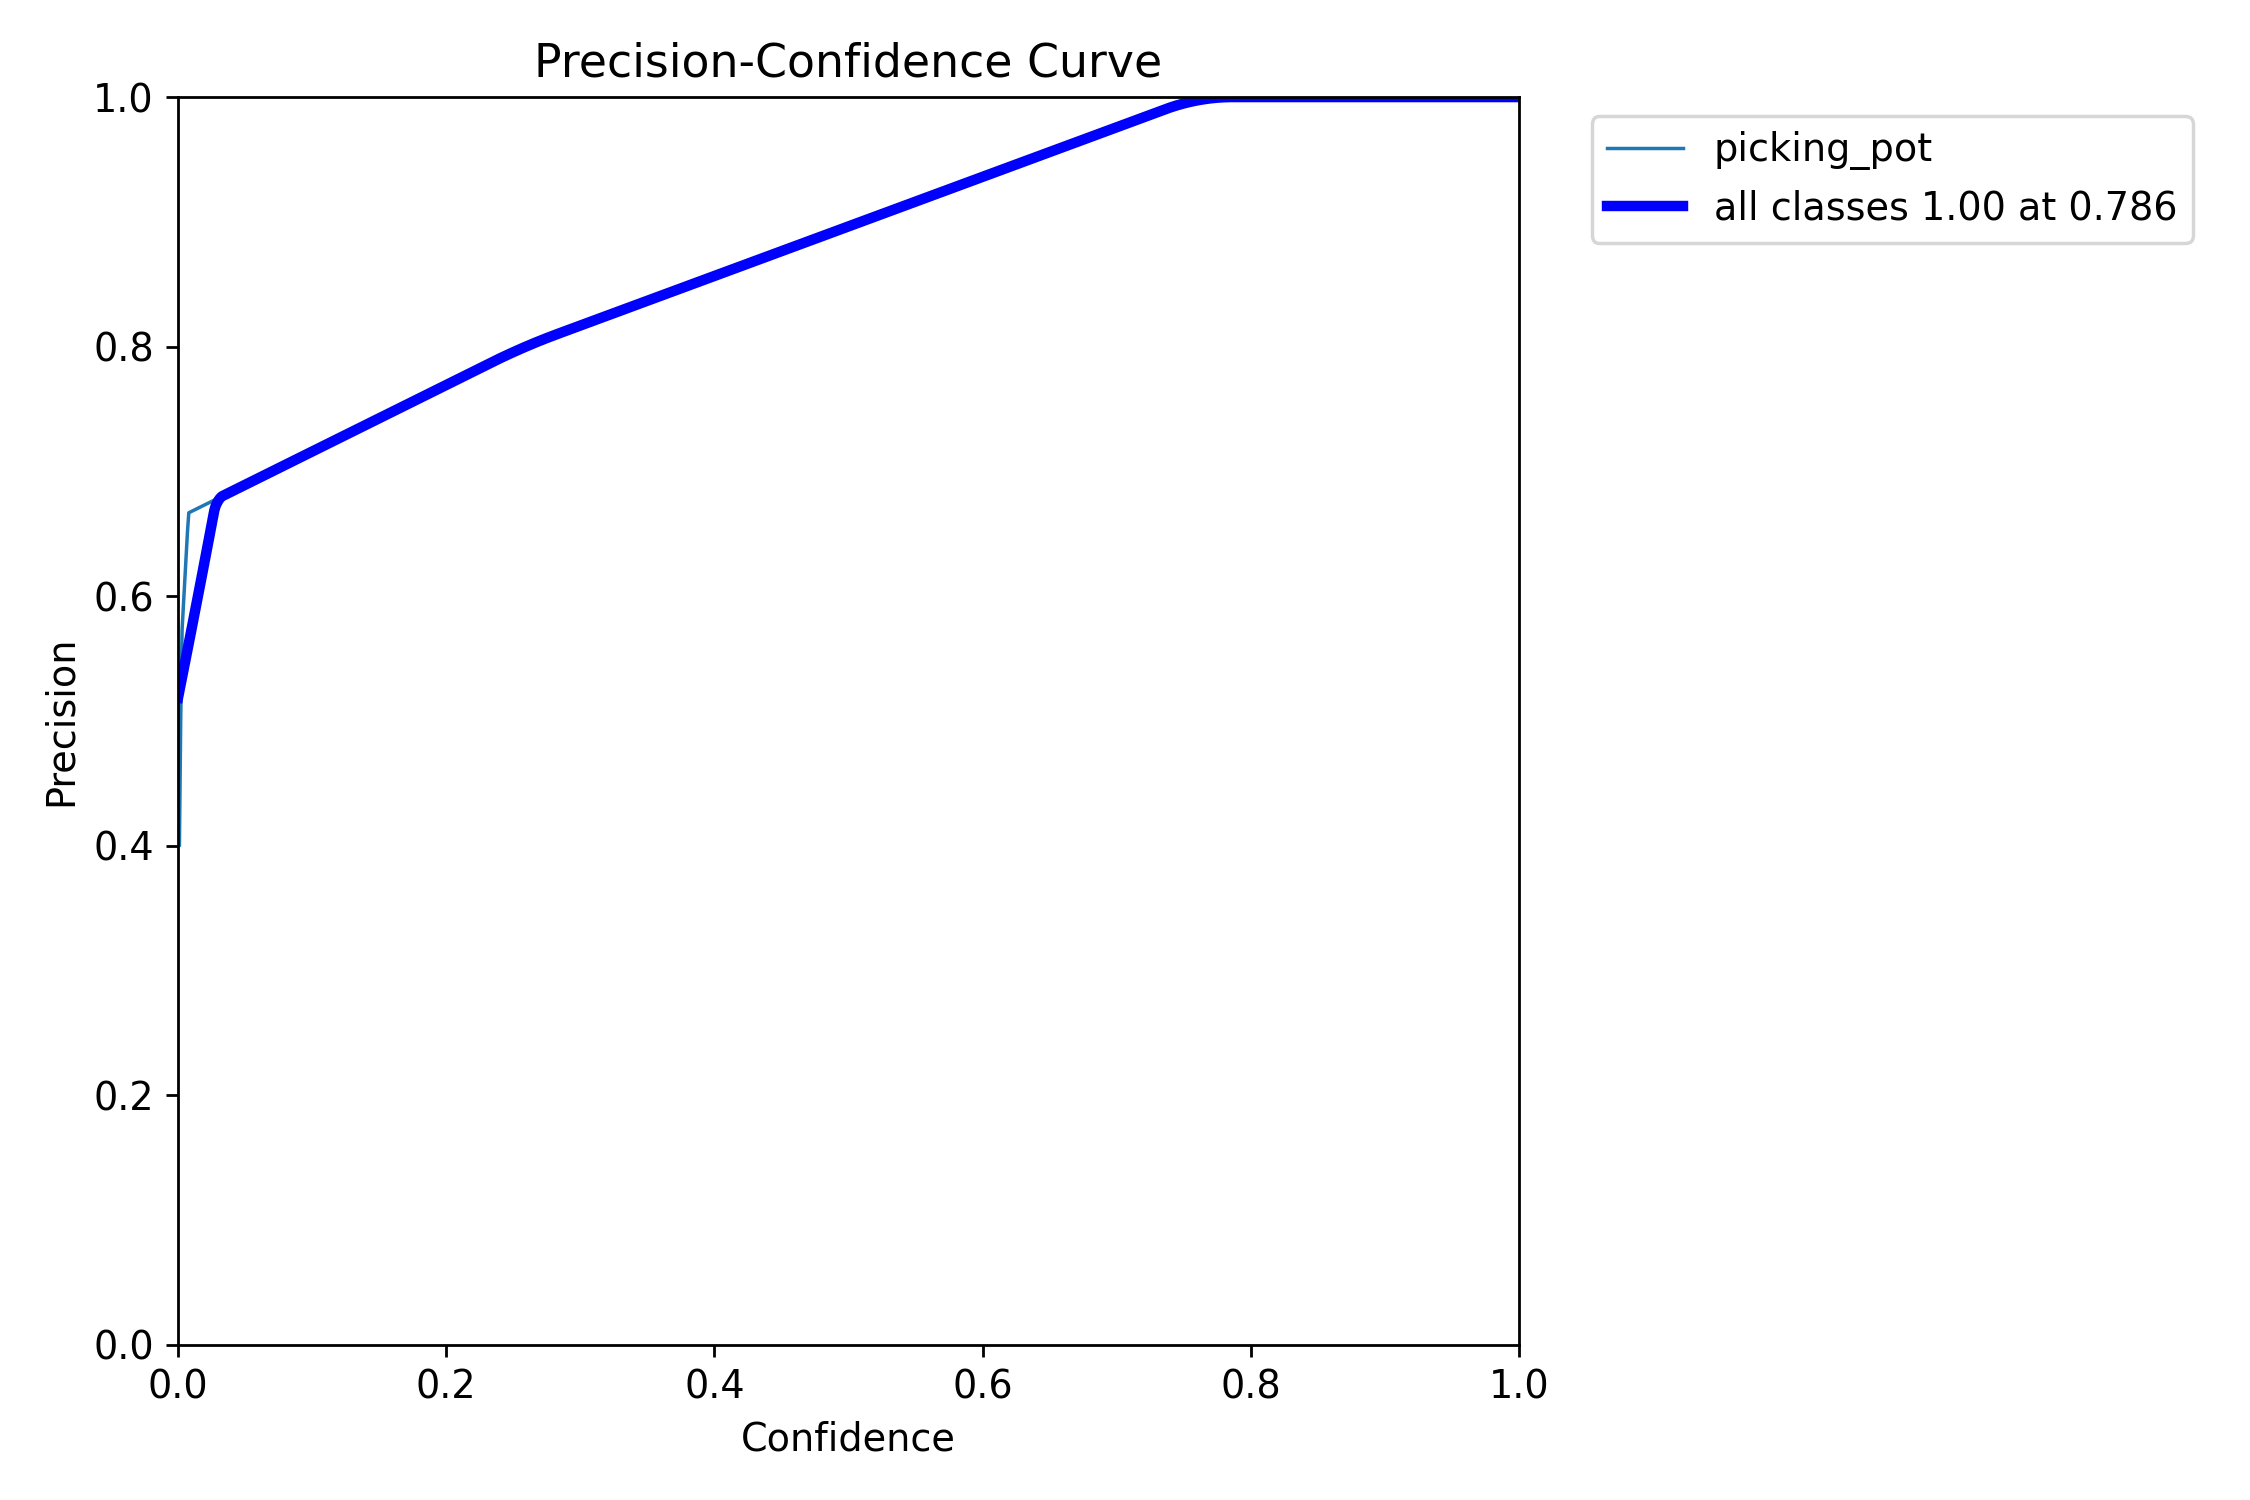 Precision-Confidence Curve
1.0
0.8
0.6
0.4
0.2
0.0
Precision
0.0 0.2 0.4 0.6 0.8 1.0
Confidence
picking_pot
all classes 1.00 at 0.786